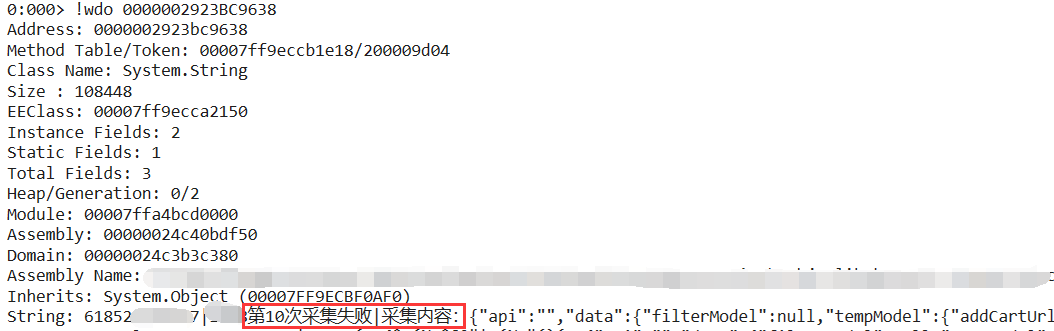 0:000> !wdo 0000002923BC9638
Address: 0000002923bc9638
Method Table/Token: 00007ff9eccb1e18/200009d04
Class Name: System.String
Size : 108448
EEClass: 00007ff9ecca2150
Instance Fields: 2
Static Fields: 1
Total Fields: 3
Heap/Generation: 0/2
Module: 00007ffa4bcd0000
Assembly: 00000024c40bdf50
Domain: 00000024c3b3c380
Assembly Name:
Inherits: System.Object (00007FF9ECBF0AF0)
String: 61852 7| 第10次采集失败|采集内容: {"api":"","data":{"filterModel":null,"tempModel":{"addCartUrl